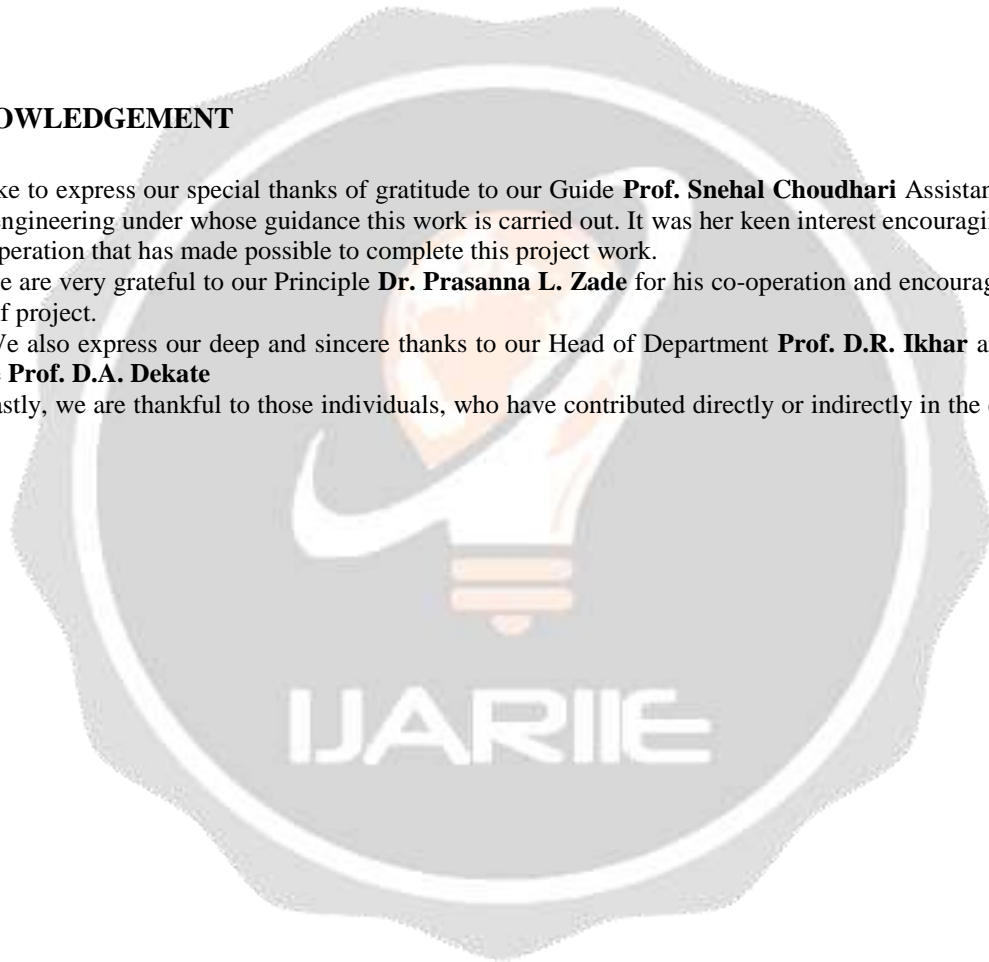 OWLEDGEMENT
ke to express our special thanks of gratitude to our Guide Prof. Snehal Choudhari Assistan
engineering under whose guidance this work is carried out. It was her keen interest encouragi
peration that has made possible to complete this project work.
e are very grateful to our Principle Dr. Prasanna L. Zade for his co-operation and encourag
f project.
We also express our deep and sincere thanks to our Head of Department Prof. D.R. Ikhar a
Prof. D.A. Dekate
astly, we are thankful to those individuals, who have contributed directly or indirectly in the
IJARIIE